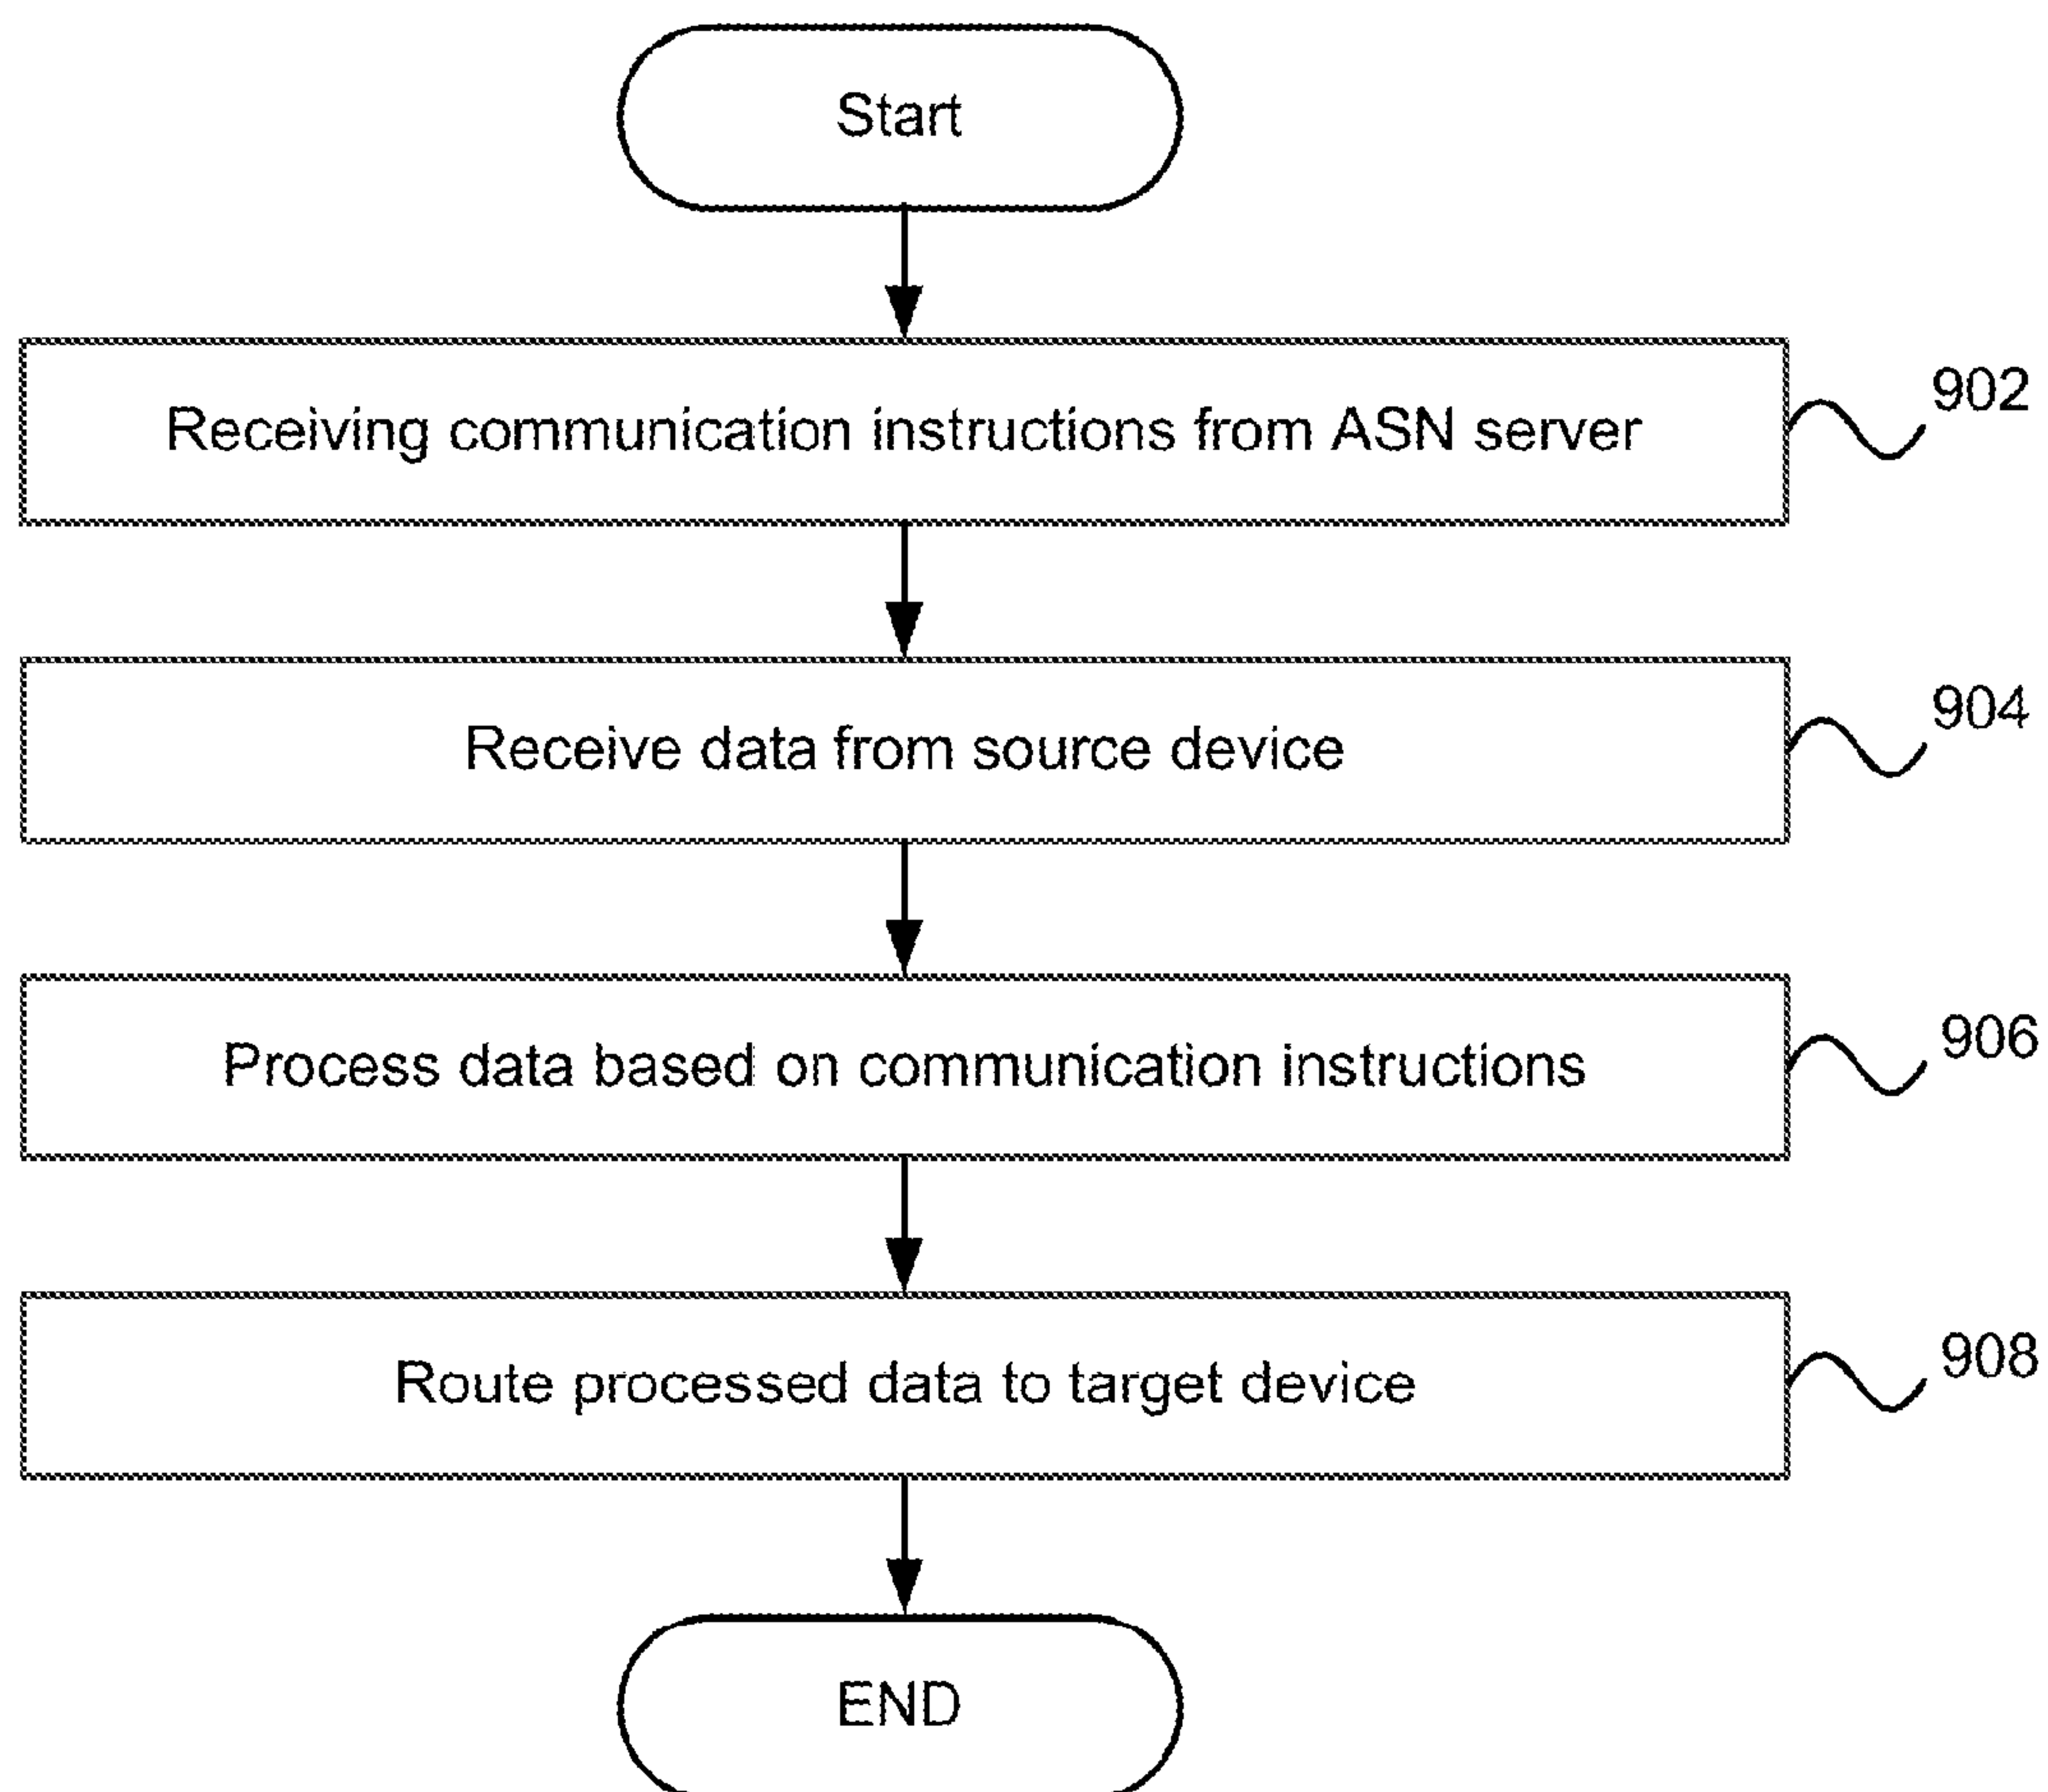 Start
Receiving communication instructions from ASN server
902
Receive data from source device
904
Process data based on communication instructions
906
Route processed data to target device
908
END